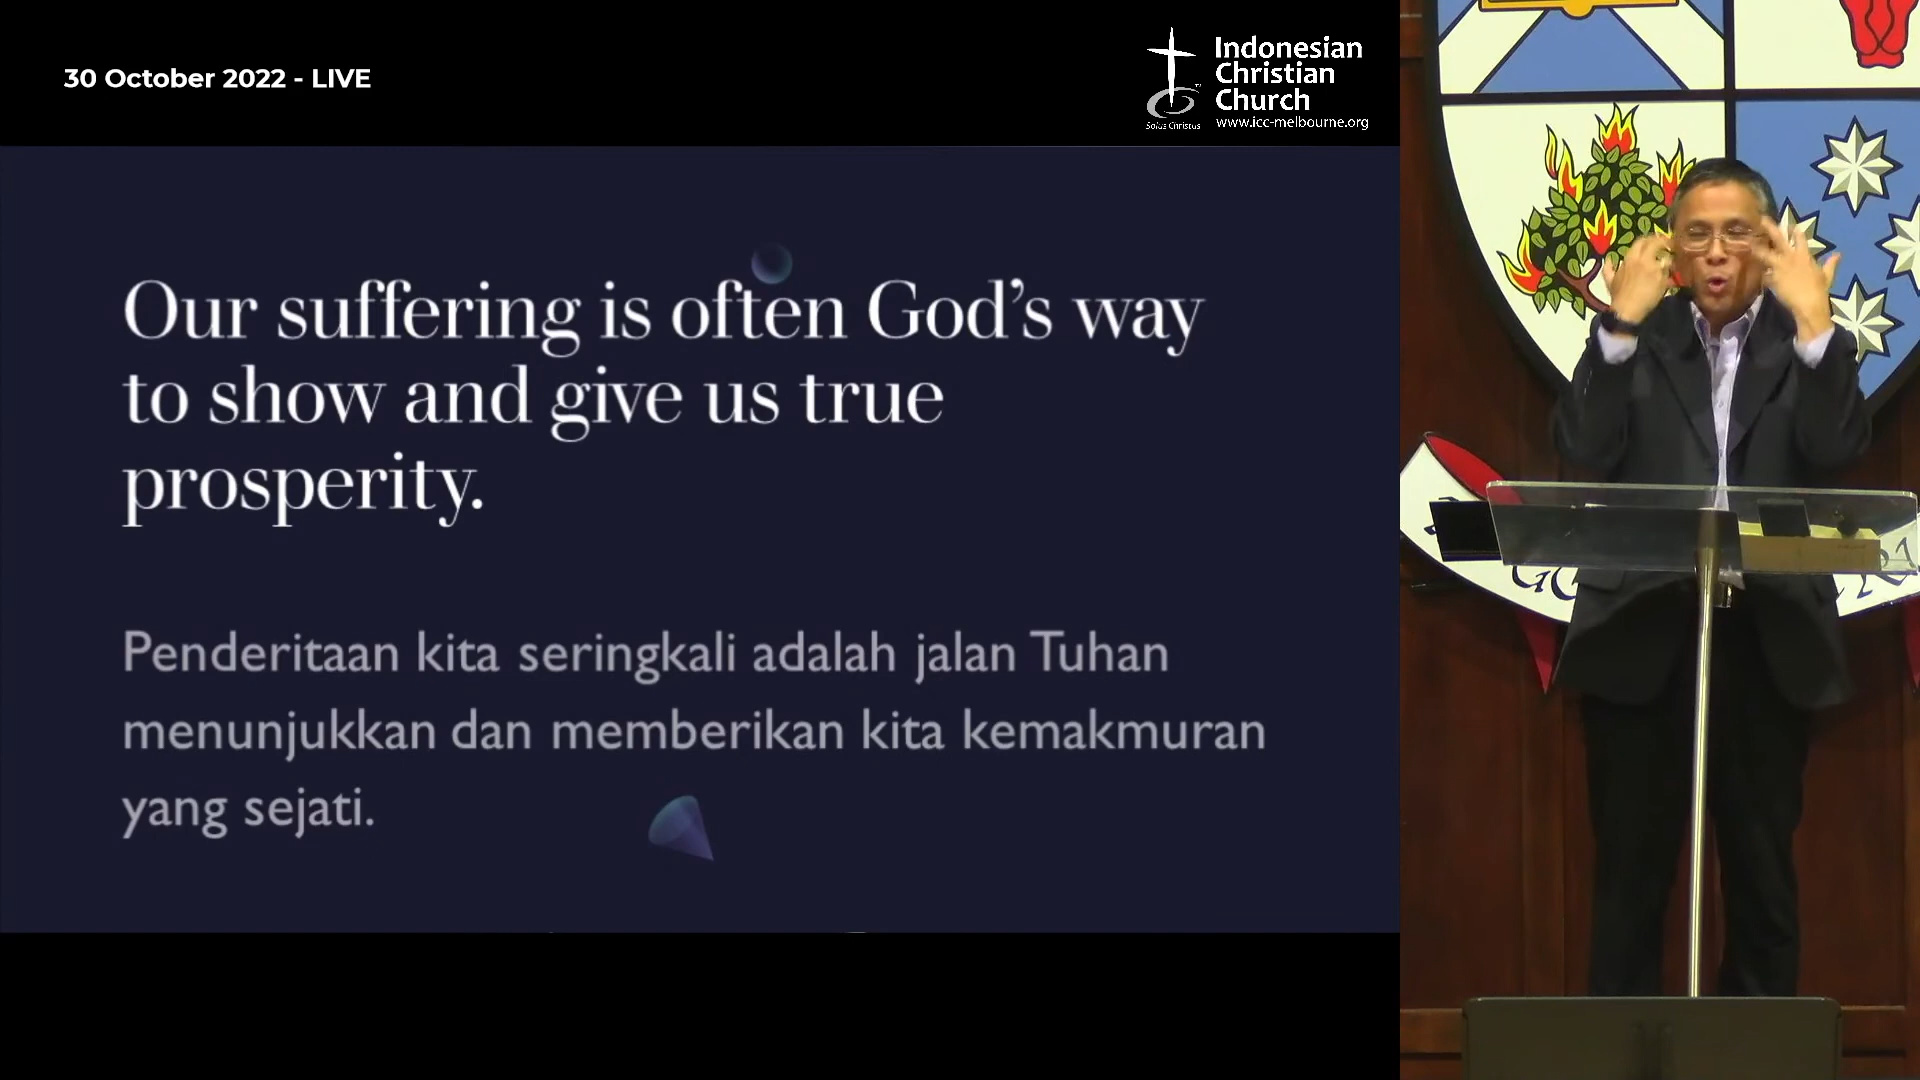 30 October 2022 - LIVE
Indonesian
Christian
Church
www.icc-melbourne.org
Solus Christus
Our suffering is often God’s way
to show and give us true
prosperity.
Penderitaan kita seringkali adalah jalan Tuhan
menunjukkan dan memberikan kita kemakmuran
yang sejati.